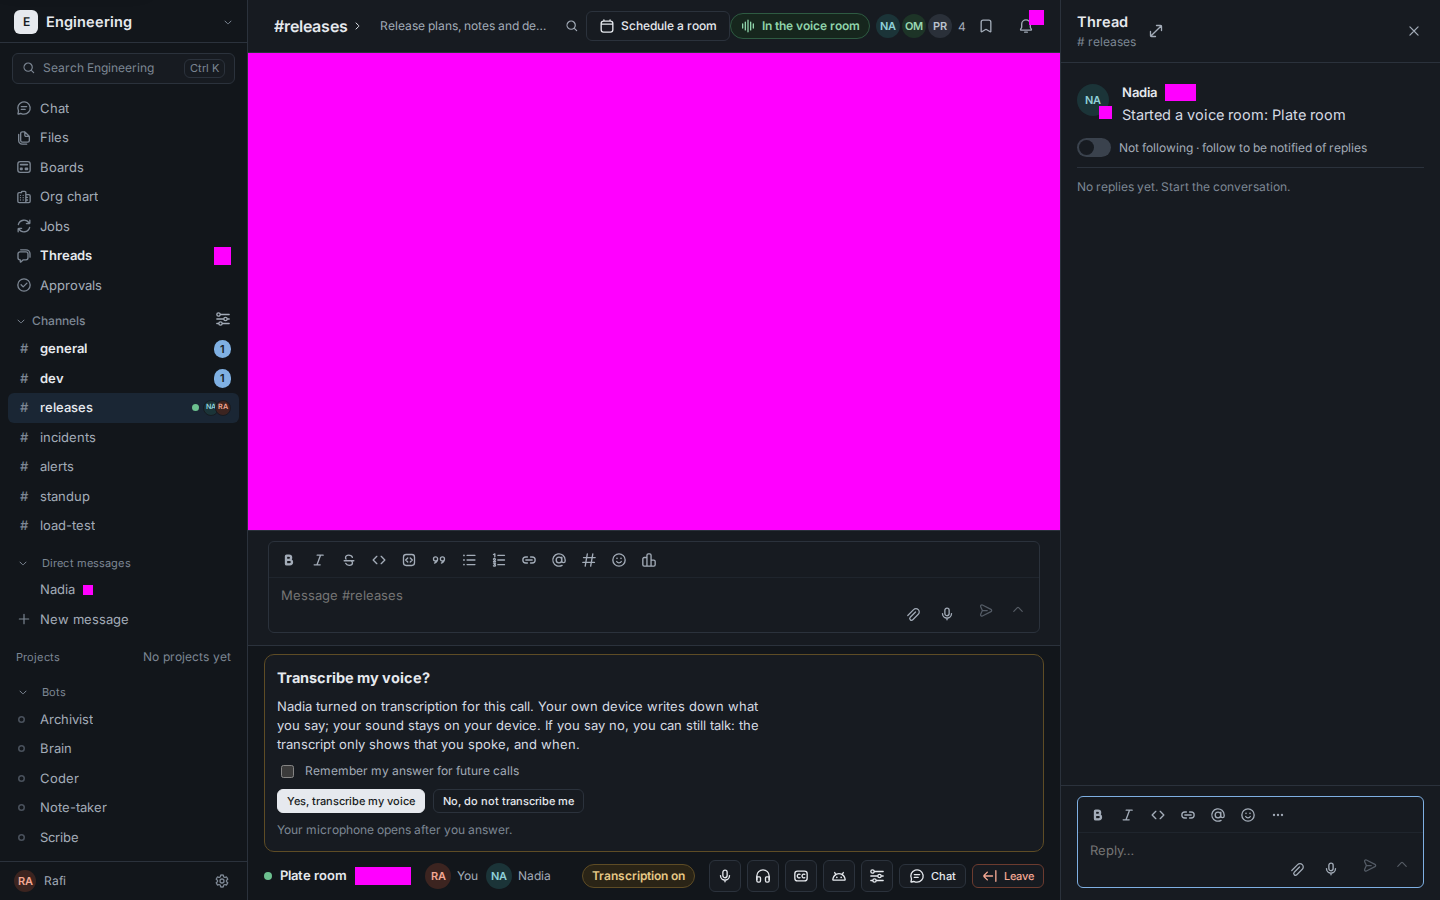 E Engineering
Search Engineering Ctrl K
Chat
Files
Boards
Org chart
Jobs
Threads
Approvals
Channels
# general 1
# dev 1
# releases NA RA
# incidents
# alerts
# standup
# load-test
Direct messages
Nadia
New message
Projects No projects yet
Bots
Archivist
Brain
Coder
Note-taker
Scribe
RA Rafi
#releases Release plans, notes and de... Schedule a room In the voice room NA OM PR 4
Message #releases
Transcribe my voice?
Nadia turned on transcription for this call. Your own device writes down what
you say; your sound stays on your device. If you say no, you can still talk: the
transcript only shows that you spoke, and when.
Remember my answer for future calls
Yes, transcribe my voice No, do not transcribe me
Your microphone opens after you answer.
Plate room RA You NA Nadia Transcription on Chat Leave
Thread
# releases
NA Nadia
Started a voice room: Plate room
Not following · follow to be notified of replies
No replies yet. Start the conversation.
Reply...